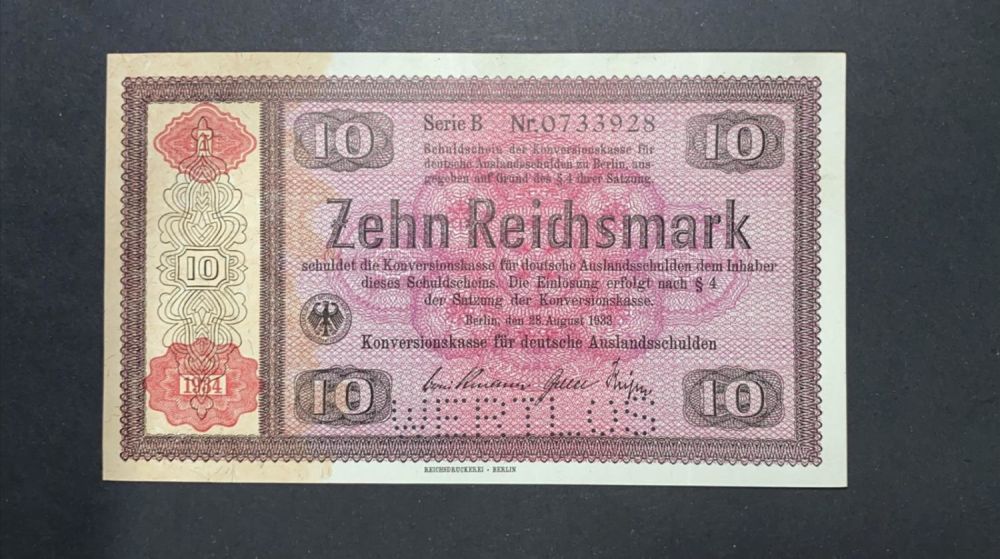 10
Serie B Nr.0733928
10
Schuldschein der Konversionskasse für
deutsche Auslandsschulden zu Berlin, aus-
gegeben auf Grund des § 4 ihrer Satzung
Zehn Reichsmark
10
schuldet die Konversionskasse für deutsche Auslandsschulden dem Inhaber
dieses Schuldscheins. Die Einlösung erfolgt nach § 4
der Satzung der Konversionskasse.
Berlin, den 28. August 1933
Konversionskasse für deutsche Auslandsschulden
1934
10
10
WERTLOS
REICHSDRUCKEREI · BERLIN